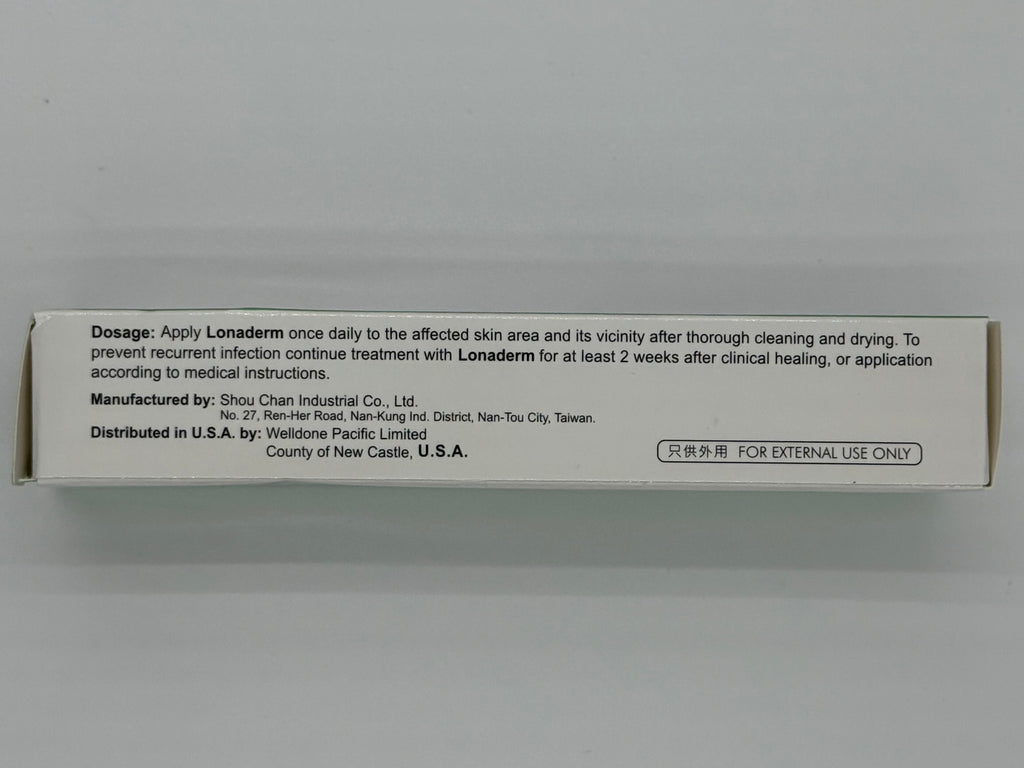 Dosage: Apply Lonaderm once daily to the affected skin area and its vicinity after thorough cleaning and drying. To
prevent recurrent infection continue treatment with Lonaderm for at least 2 weeks after clinical healing, or application
according to medical instructions.
Manufactured by: Shou Chan Industrial Co., Ltd.
No. 27, Ren-Her Road, Nan-Kung Ind. District, Nan-Tou City, Taiwan.
Distributed in U.S.A. by: Welldone Pacific Limited
County of New Castle, U.S.A.
只供外用 FOR EXTERNAL USE ONLY